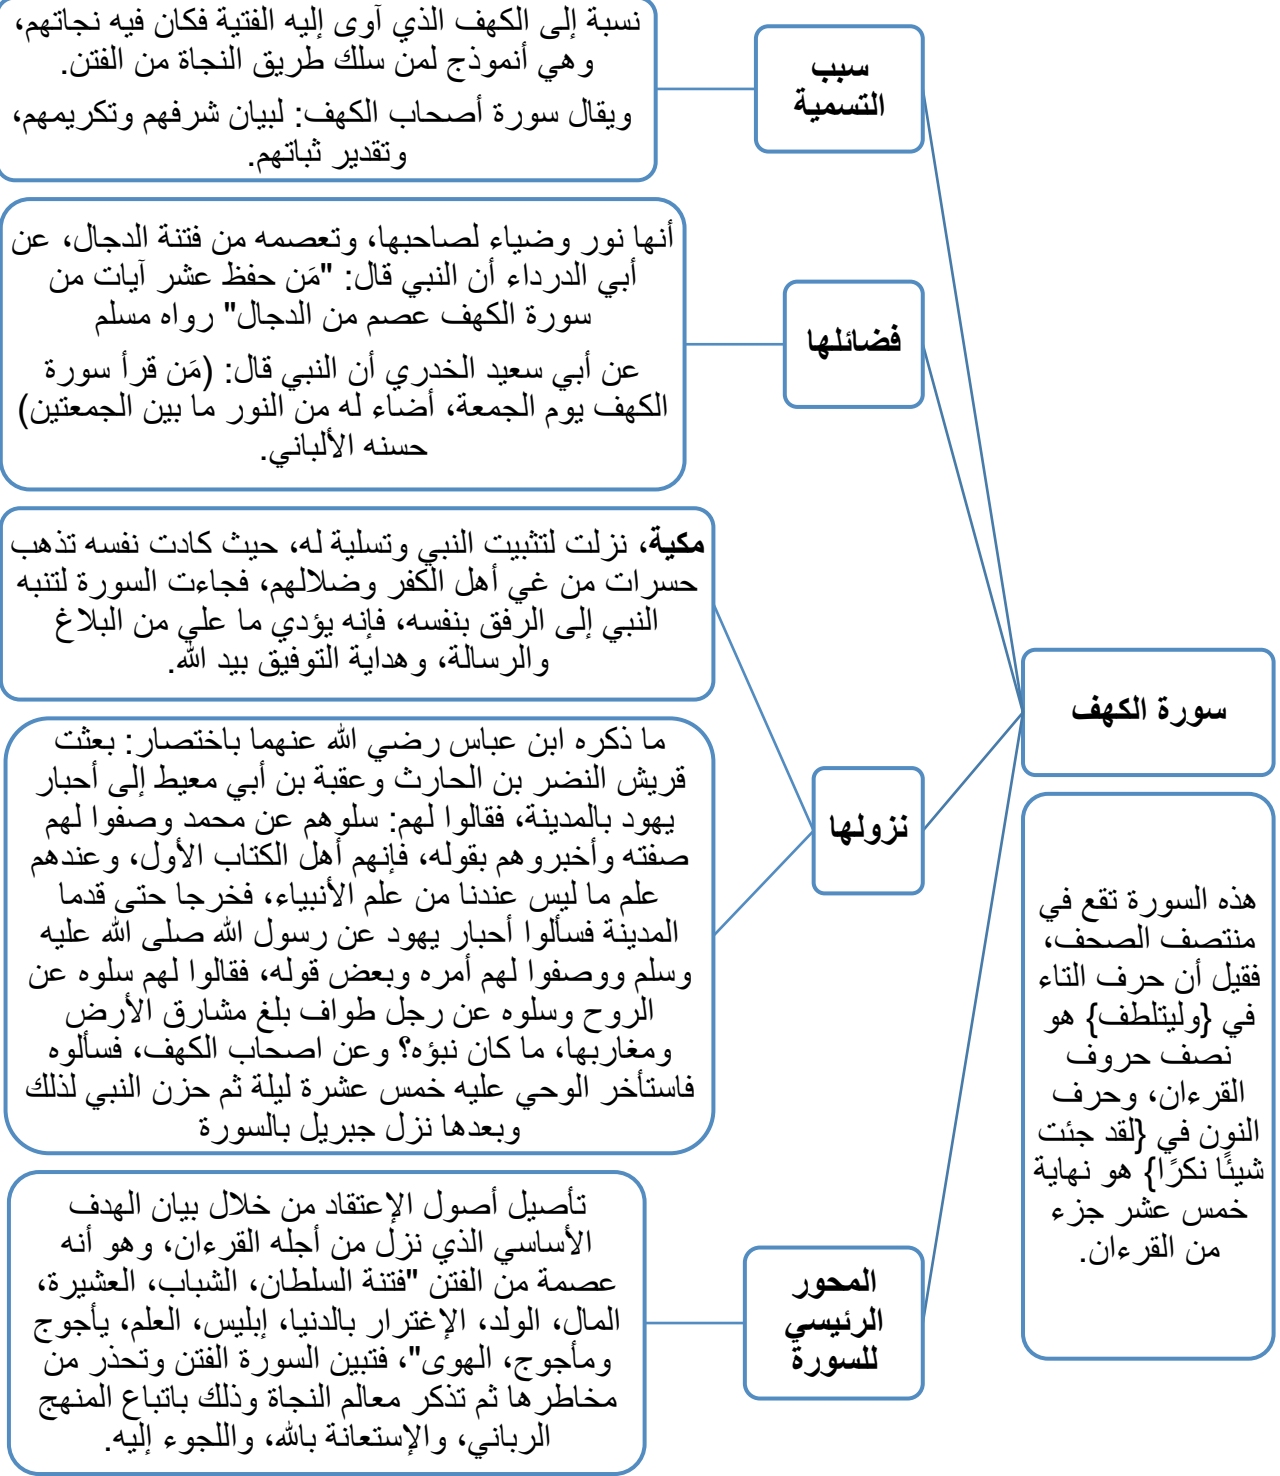 سورة الكهف
هذه السورة تقع في
منتصف الصحف،
فقيل أن حرف التاء
في {وليتلطف} هو
نصف حروف
القرءان، وحرف
النون في {لقد جئت
شيئًا نكرًا} هو نهاية
خمس عشر جزء
من القرءان.
سبب
التسمية
نسبة إلى الكهف الذي آوى إليه الفتية فكان فيه نجاتهم،
وهي أنموذج لمن سلك طريق النجاة من الفتن.
ويقال سورة أصحاب الكهف: لبيان شرفهم وتكريمهم،
وتقدير ثباتهم.
فضائلها
أنها نور وضياء لصاحبها، وتعصمه من فتنة الدجال، عن
أبي الدرداء أن النبي قال: "مَن حفظ عشر آيات من
سورة الكهف عصم من الدجال" رواه مسلم
عن أبي سعيد الخدري أن النبي قال: (مَن قرأ سورة
الكهف يوم الجمعة، أضاء له من النور ما بين الجمعتين)
حسنه الألباني.
نزولها
مكية، نزلت لتثبيت النبي وتسلية له، حيث كادت نفسه تذهب
حسرات من غي أهل الكفر وضلالهم، فجاءت السورة لتنبه
النبي إلى الرفق بنفسه، فإنه يؤدي ما علي من البلاغ
والرسالة، وهداية التوفيق بيد الله.
ما ذكره ابن عباس رضي الله عنهما باختصار: بعثت
قريش النضر بن الحارث وعقبة بن أبي معيط إلى أحبار
يهود بالمدينة، فقالوا لهم: سلوهم عن محمد وصفوا لهم
صفته وأخبروهم بقوله، فإنهم أهل الكتاب الأول، وعندهم
علم ما ليس عندنا من علم الأنبياء، فخرجا حتى قدما
المدينة فسألوا أحبار يهود عن رسول الله صلى الله عليه
وسلم ووصفوا لهم أمره وبعض قوله، فقالوا لهم سلوه عن
الروح وسلوه عن رجل طواف بلغ مشارق الأرض
ومغاربها، ما كان نبؤه؟ وعن اصحاب الكهف، فسألوه
فاستأخر الوحي عليه خمس عشرة ليلة ثم حزن النبي لذلك
وبعدها نزل جبريل بالسورة
المحور
الرئيسي
للسورة
تأصيل أصول الإعتقاد من خلال بيان الهدف
الأساسي الذي نزل من أجله القرءان، وهو أنه
عصمة من الفتن "فتنة السلطان، الشباب، العشيرة،
المال، الولد، الإغترار بالدنيا، إبليس، العلم، يأجوج
ومأجوج، الهوى"، فتبين السورة الفتن وتحذر من
مخاطرها ثم تذكر معالم النجاة وذلك باتباع المنهج
الرباني، والإستعانة بالله، واللجوء إليه.